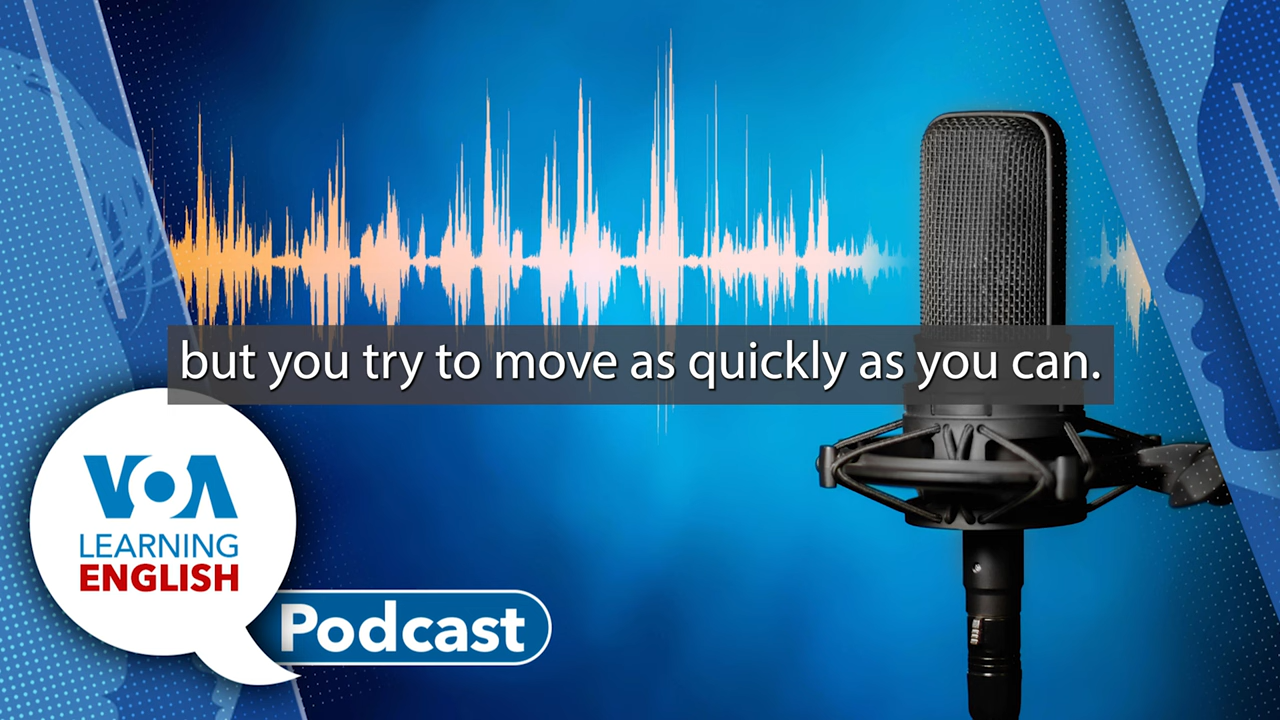 but you try to move as quickly as you can.
VOA
LEARNING
ENGLISH
Podcast